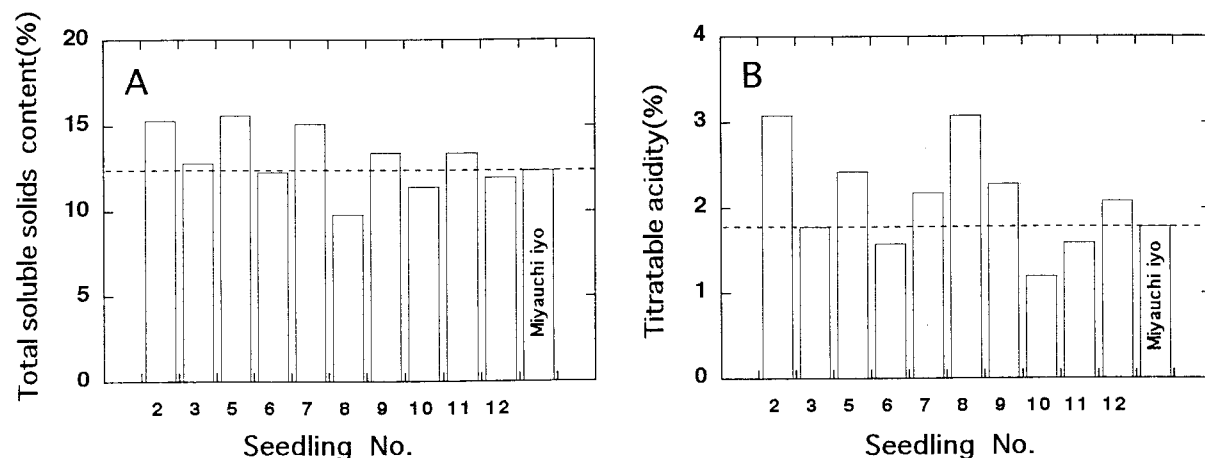 A
Total soluble solids content(%)
20
15
10
5
0
Miyauchi iyo
2 3 5 6 7 8 9 10 11 12
Seedling No.
B
Titratable acidity(%)
4
3
2
1
0
Miyauchi iyo
2 3 5 6 7 8 9 10 11 12
Seedling No.